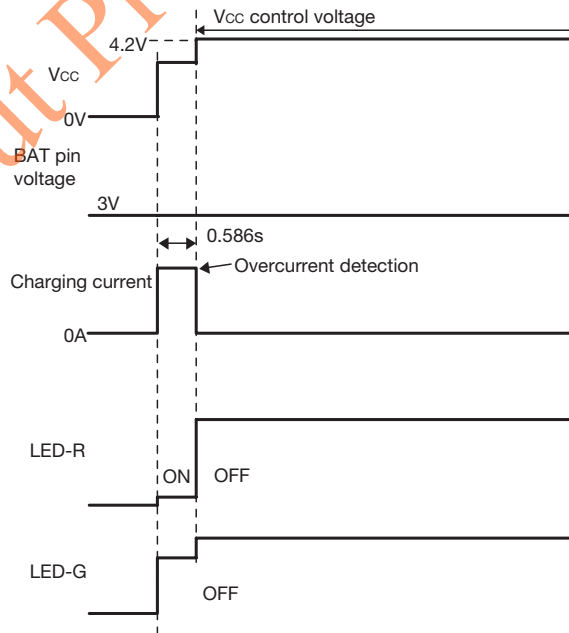 Vcc control voltage
4.2V
Vcc
0V
BAT pin
voltage
3V
0.586s
Overcurrent detection
Charging current
0A
LED-R
ON
OFF
LED-G
OFF